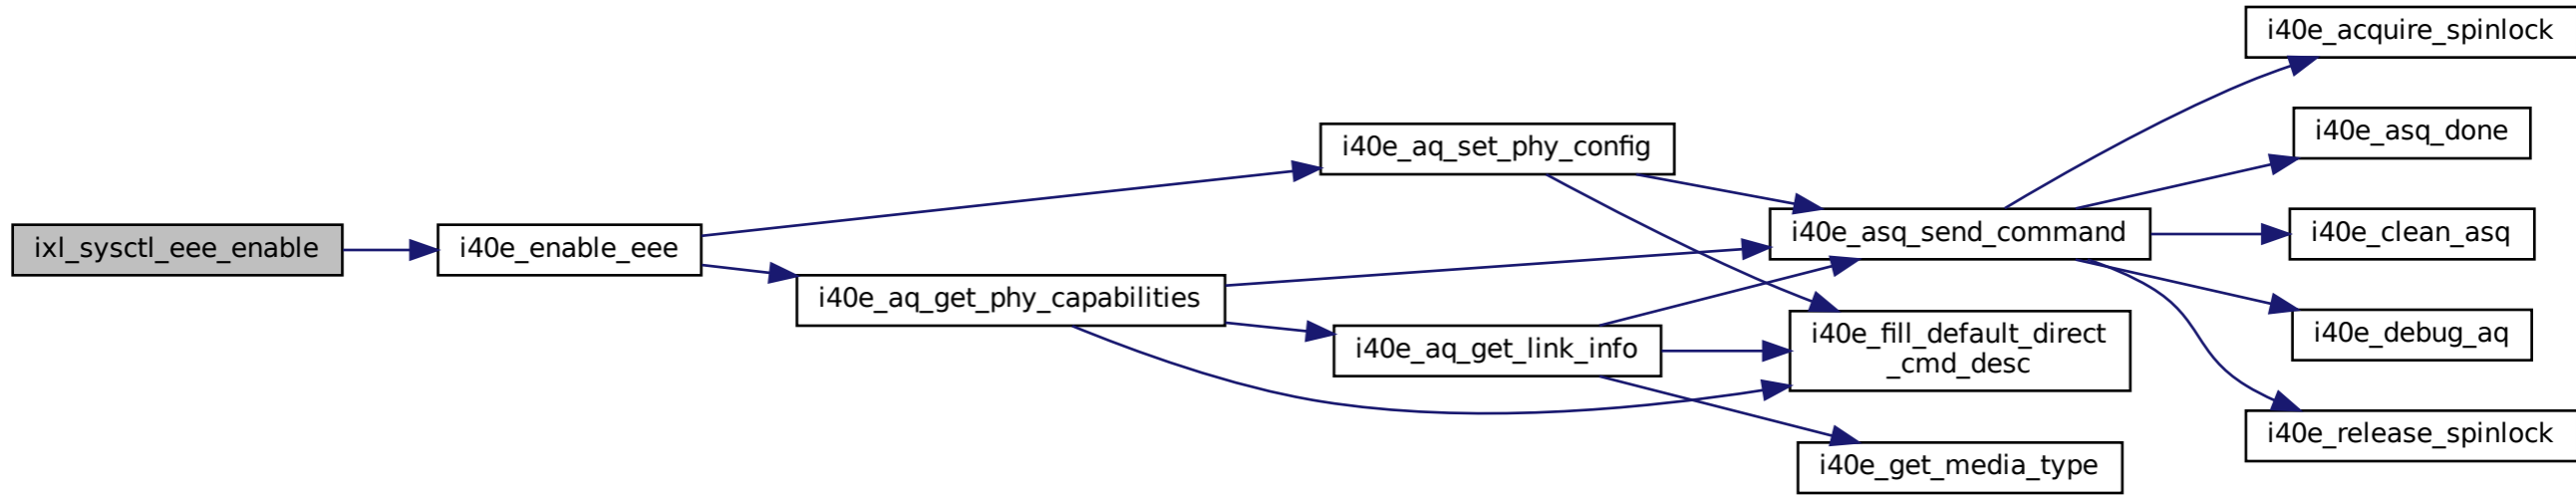 ixl_sysctl_eee_enable
i40e_enable_eee
i40e_aq_set_phy_config
i40e_aq_get_phy_capabilities
i40e_aq_get_link_info
i40e_asq_send_command
i40e_fill_default_direct
_cmd_desc
i40e_get_media_type
i40e_acquire_spinlock
i40e_asq_done
i40e_clean_asq
i40e_debug_aq
i40e_release_spinlock